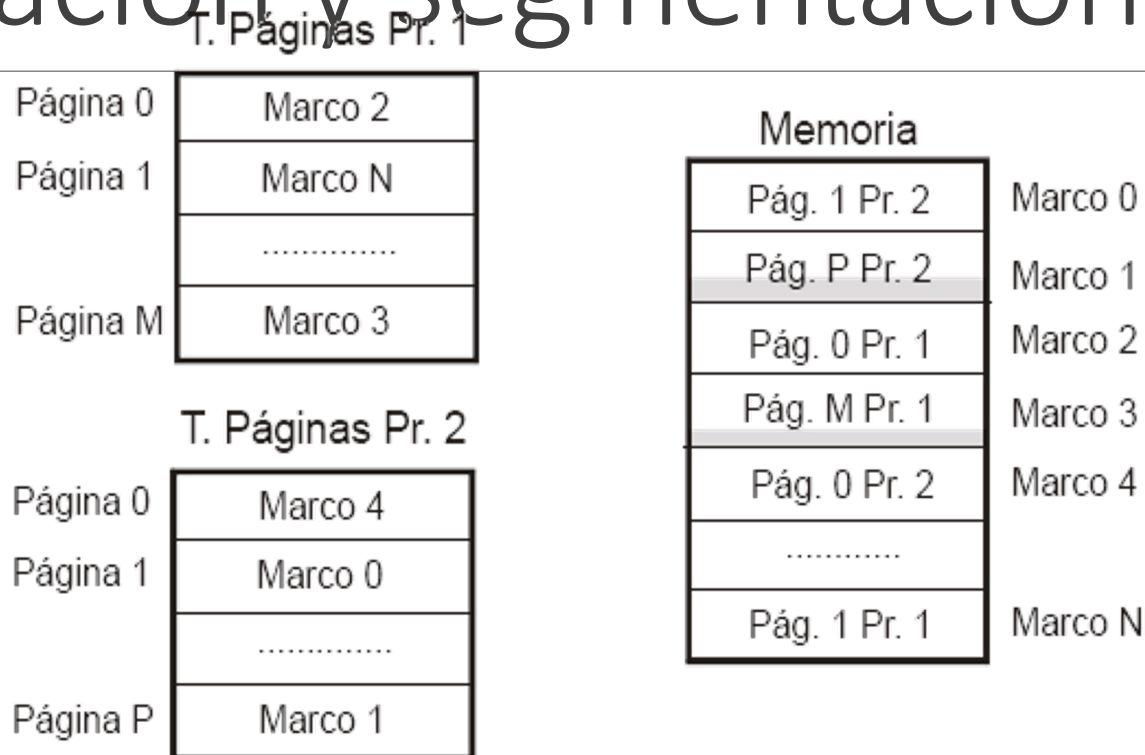 ación y segmentación
T. Páginas Pr. 1
Página 0 Marco 2
Página 1 Marco N
..............
Página M Marco 3
T. Páginas Pr. 2
Página 0 Marco 4
Página 1 Marco 0
..............
Página P Marco 1
Memoria
Pág. 1 Pr. 2 Marco 0
Pág. P Pr. 2 Marco 1
Pág. 0 Pr. 1 Marco 2
Pág. M Pr. 1 Marco 3
Pág. 0 Pr. 2 Marco 4
............
Pág. 1 Pr. 1 Marco N